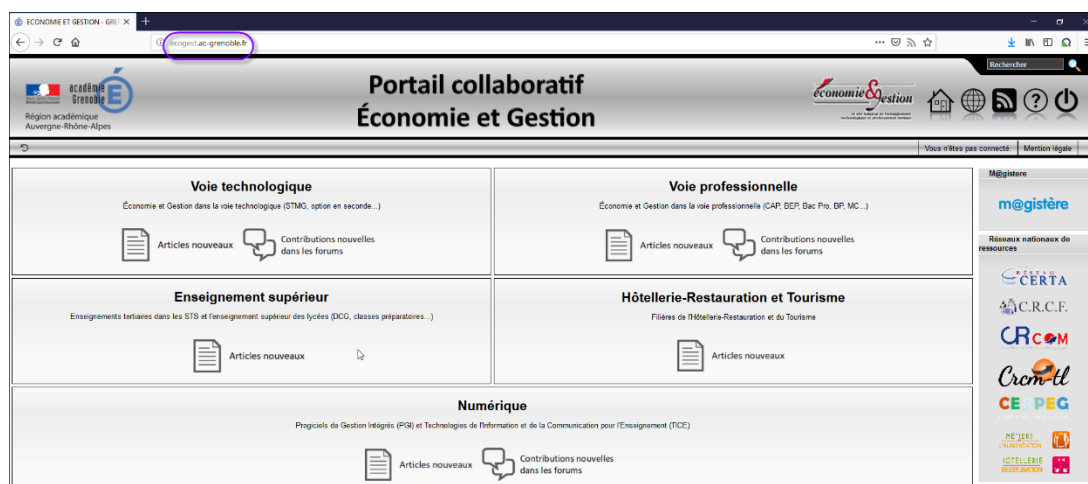 ECONOMIE ET GESTION - GRE
ecogest.ac-grenoble.fr
Rechercher
académie
Grenoble
Région académique
Auvergne-Rhône-Alpes
Portail collaboratif
Économie et Gestion
économie&gestion
Vous n'êtes pas connecté.
Mention légale
Voie technologique
Économie et Gestion dans la voie technologique (STMG, option en seconde...)
Articles nouveaux
Contributions nouvelles
dans les forums
Voie professionnelle
Économie et Gestion dans la voie professionnelle (CAP, BEP, Bac Pro, BP, MC...)
Articles nouveaux
Contributions nouvelles
dans les forums
Enseignement supérieur
Enseignements tertiaires dans les STS et l'enseignement supérieur des lycées (DCG, classes préparatoires...)
Articles nouveaux
Hôtellerie-Restauration et Tourisme
Filières de l'Hôtellerie-Restauration et du Tourisme
Articles nouveaux
Numérique
Progiciels de Gestion Intégrés (PGI) et Technologies de l'Information et de la Communication pour l'Enseignement (TICE)
Articles nouveaux
Contributions nouvelles
dans les forums
M@gistere
m@gistère
Réseaux nationaux de
ressources
RÉSEAU
CERTA
C.R.C.F.
CRCOM
Crcm-tl
CERPEG
MÉTIERS
ALIMENTATION
HÔTELLERIE
RESTAURATION